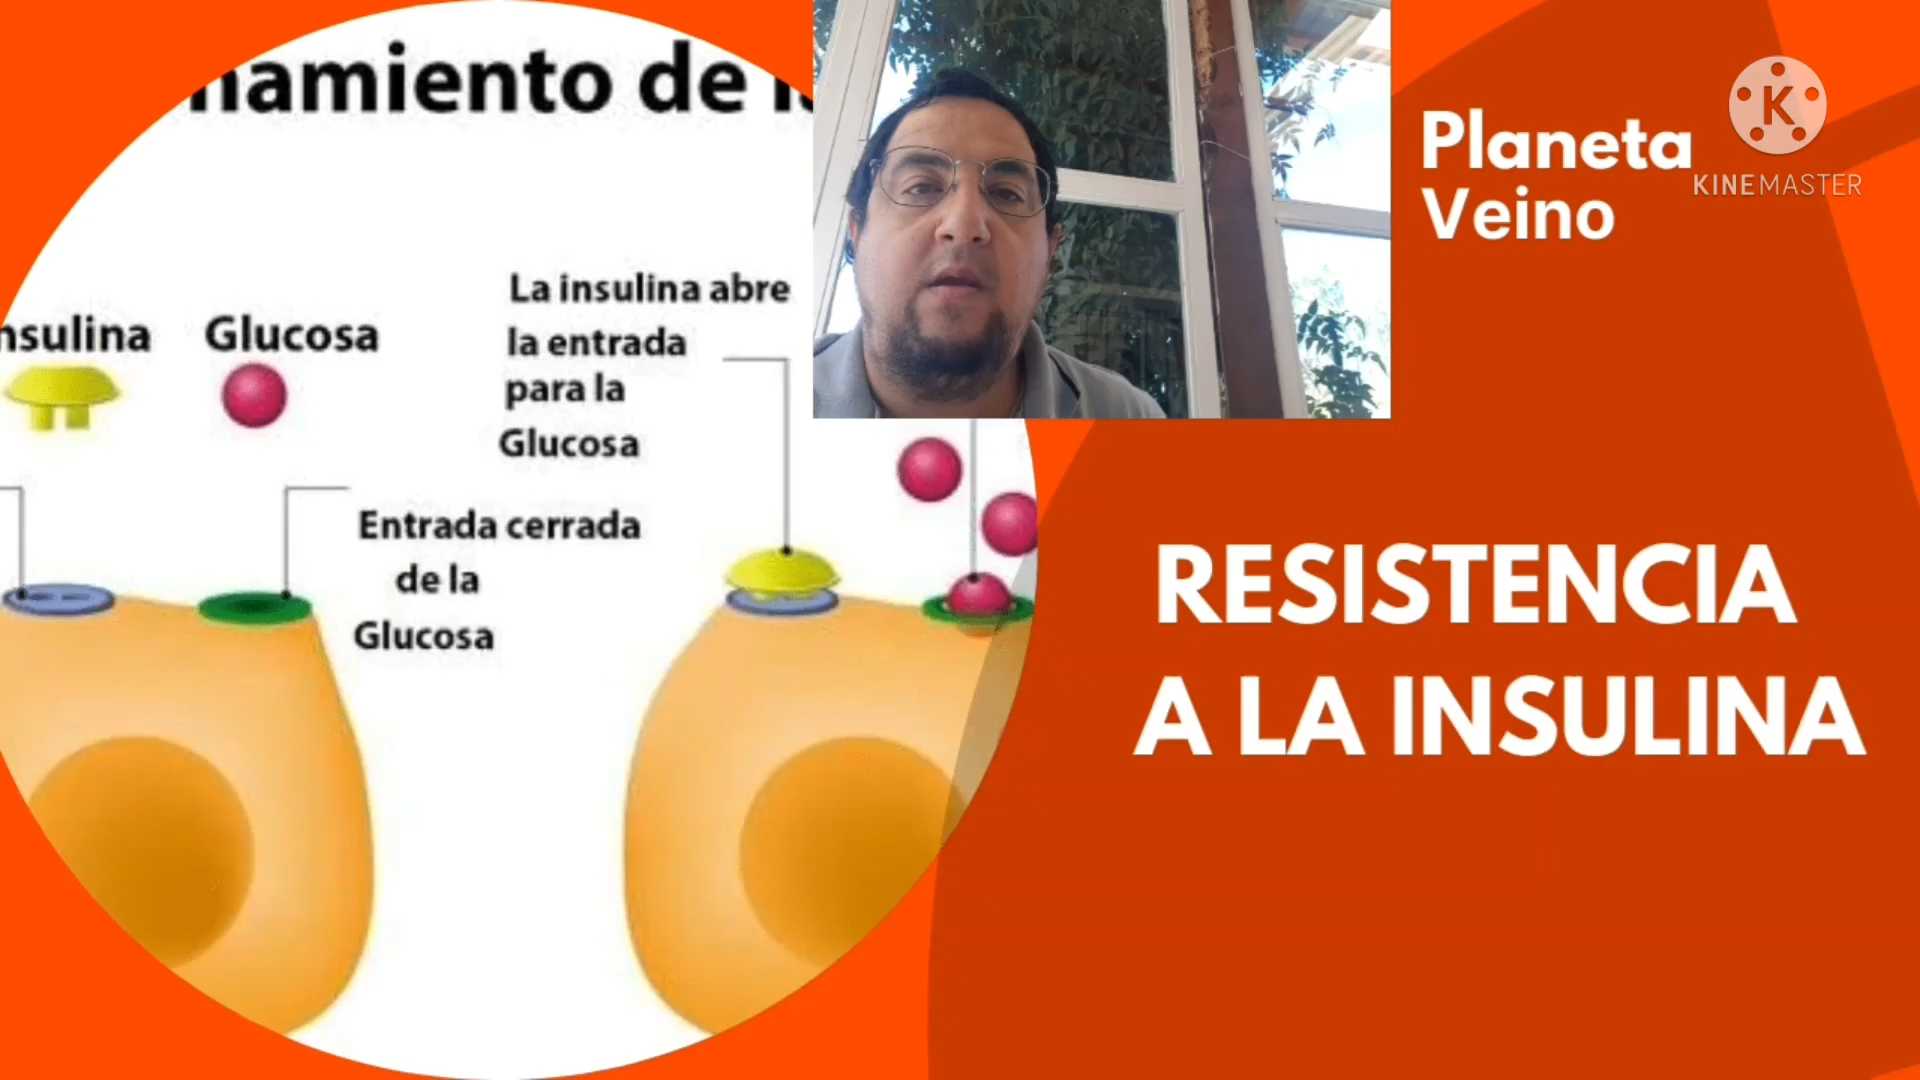 namiento de l
Planeta
Veino
K
KINEMASTER
nsulina
Glucosa
La insulina abre
la entrada
para la
Glucosa
Entrada cerrada
de la
Glucosa
RESISTENCIA
A LA INSULINA